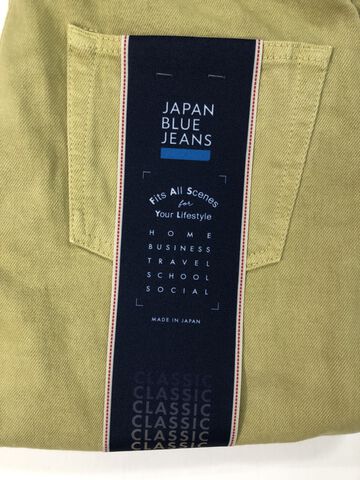 JAPAN
BLUE
JEANS
Fits All Scenes
for
Your Lifestyle
HOME
BUSINESS
TRAVEL
SCHOOL
SOCIAL
MADE IN JAPAN
CLASSIC
CLASSIC
CLASSIC
CLASSIC
CLASSIC
CLASSIC